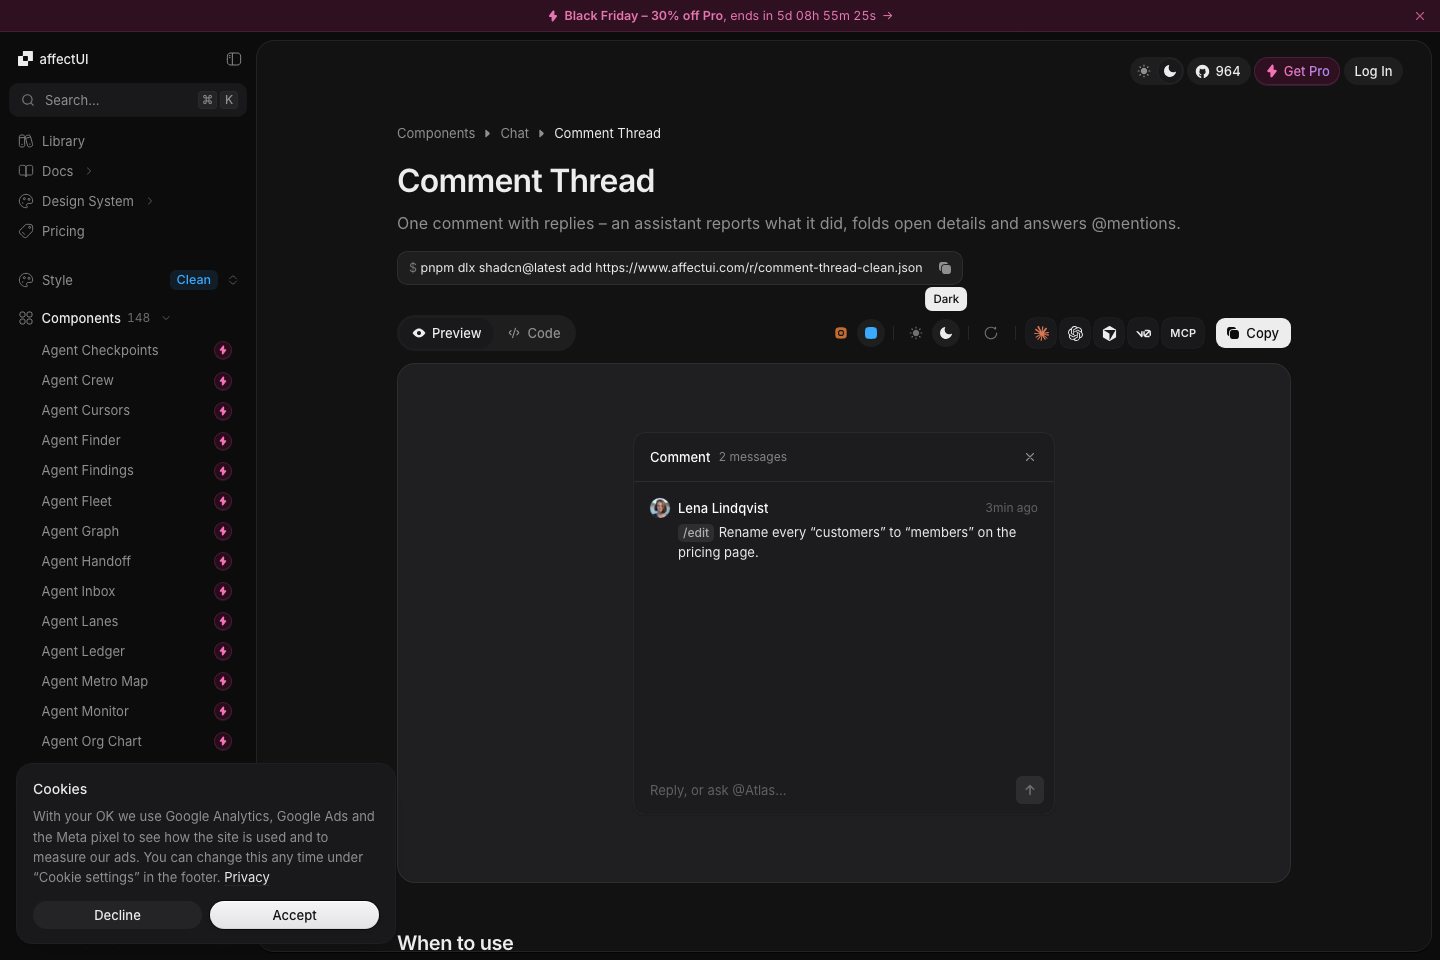 Black Friday – 30% off Pro, ends in 5d 08h 55m 25s →
affectUI
Search...
⌘ K
Library
Docs
Design System
Pricing
Style
Clean
Components 148
Agent Checkpoints
Agent Crew
Agent Cursors
Agent Finder
Agent Findings
Agent Fleet
Agent Graph
Agent Handoff
Agent Inbox
Agent Lanes
Agent Ledger
Agent Metro Map
Agent Monitor
Agent Org Chart
Cookies
With your OK we use Google Analytics, Google Ads and
the Meta pixel to see how the site is used and to
measure our ads. You can change this any time under
“Cookie settings” in the footer. Privacy
Decline
Accept
964
Get Pro
Log In
Components
Chat
Comment Thread
Comment Thread
One comment with replies – an assistant reports what it did, folds open details and answers @mentions.
$ pnpm dlx shadcn@latest add https://www.affectui.com/r/comment-thread-clean.json
Dark
Preview
Code
v0
MCP
Copy
Comment 2 messages
Lena Lindqvist
3min ago
/edit Rename every “customers” to “members” on the
pricing page.
Reply, or ask @Atlas...
When to use